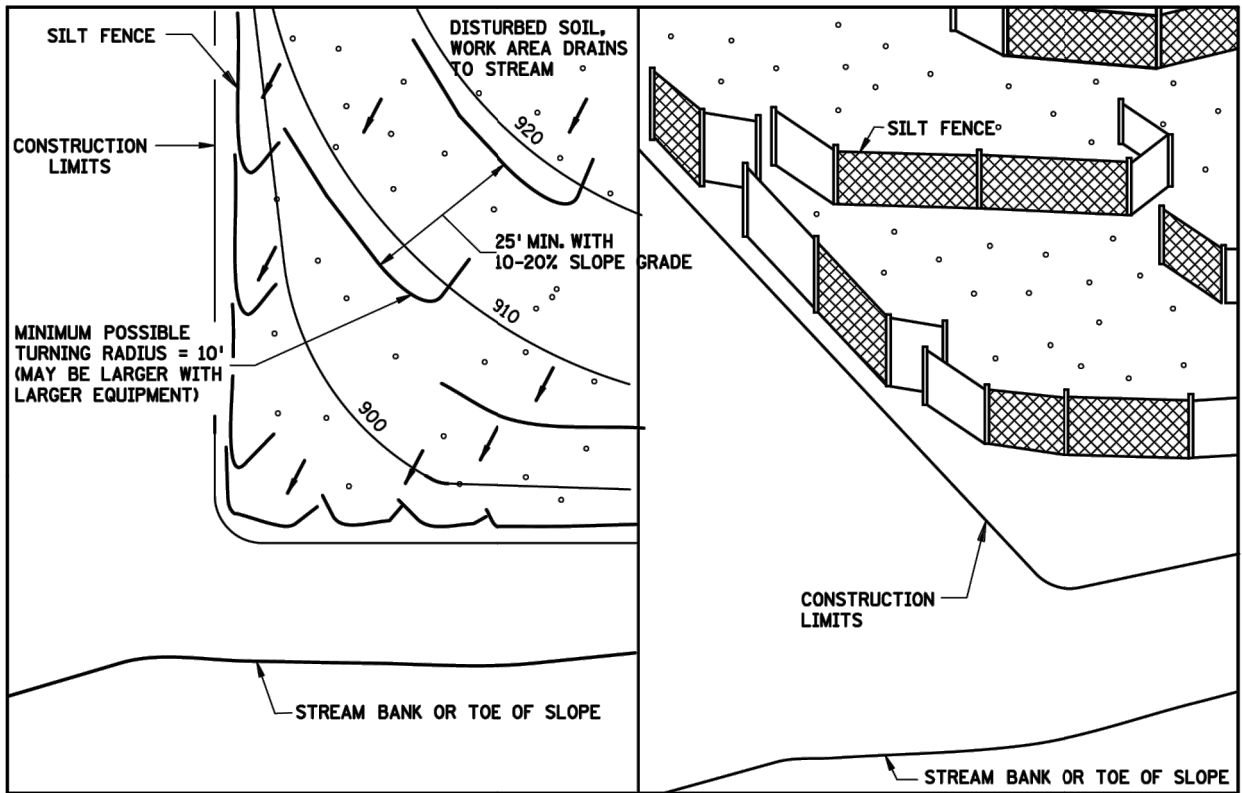 SILT FENCE
DISTURBED SOIL,
WORK AREA DRAINS
TO STREAM
920
CONSTRUCTION
LIMITS
25' MIN. WITH
10-20% SLOPE GRADE
910
MINIMUM POSSIBLE
TURNING RADIUS = 10'
(MAY BE LARGER WITH
LARGER EQUIPMENT)
900
STREAM BANK OR TOE OF SLOPE
SILT FENCE
CONSTRUCTION
LIMITS
STREAM BANK OR TOE OF SLOPE